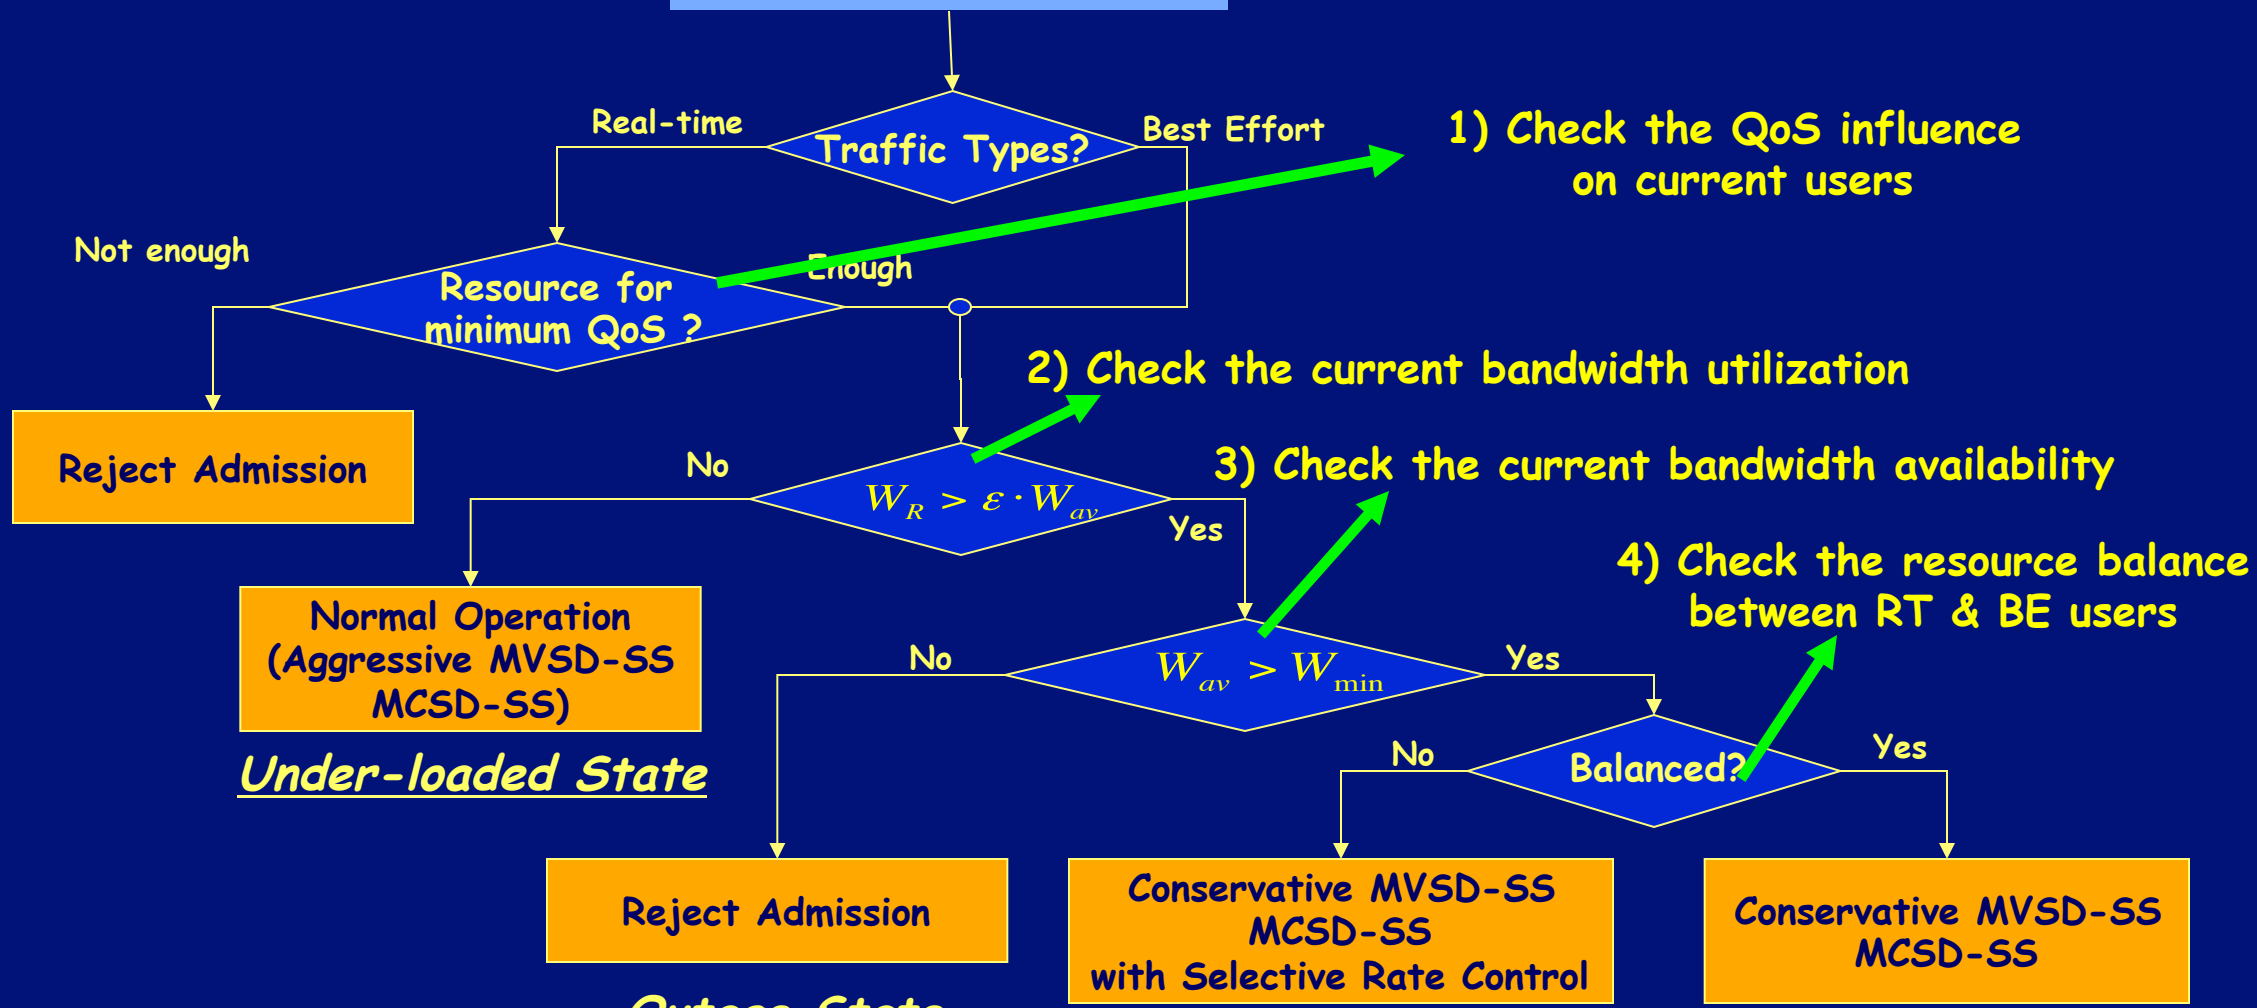 Real-time
Traffic Types?
Best Effort
1) Check the QoS influence
on current users
Not enough
Resource for
minimum QoS ?
Enough
2) Check the current bandwidth utilization
Reject Admission
No
W_R > ε · W_av
Yes
3) Check the current bandwidth availability
4) Check the resource balance
between RT & BE users
Normal Operation
(Aggressive MVSD-SS
MCSD-SS)
Under-loaded State
No
W_av > W_min
Yes
No
Balanced?
Yes
Reject Admission
Conservative MVSD-SS
MCSD-SS
with Selective Rate Control
Conservative MVSD-SS
MCSD-SS
State